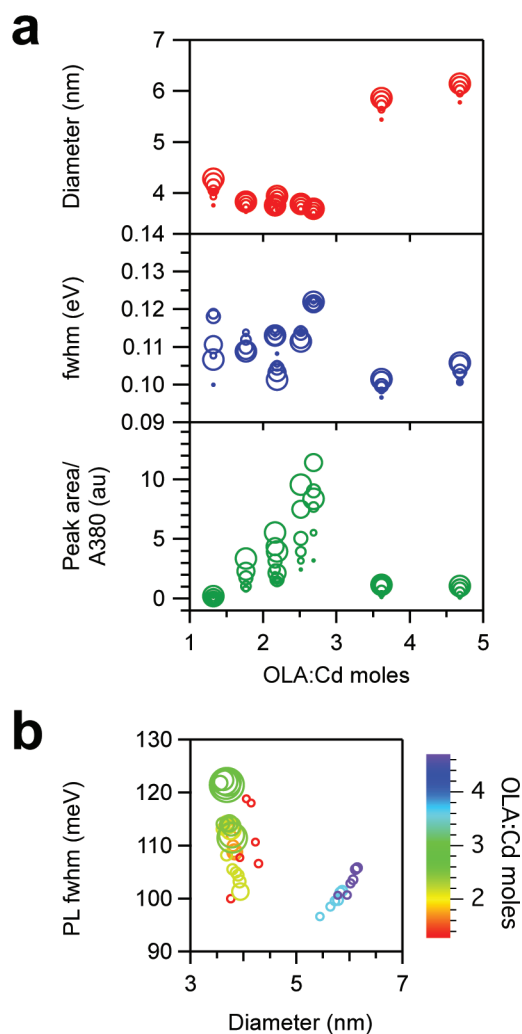 a
7
6
5
4
Diameter (nm)
0.14
0.13
0.12
0.11
0.10
0.09
fwhm (eV)
10
5
0
Peak area/
A380 (au)
1 2 3 4 5
OLA:Cd moles
b
130
120
110
100
90
PL fwhm (meV)
3 5 7
Diameter (nm)
4
3
2
OLA:Cd moles